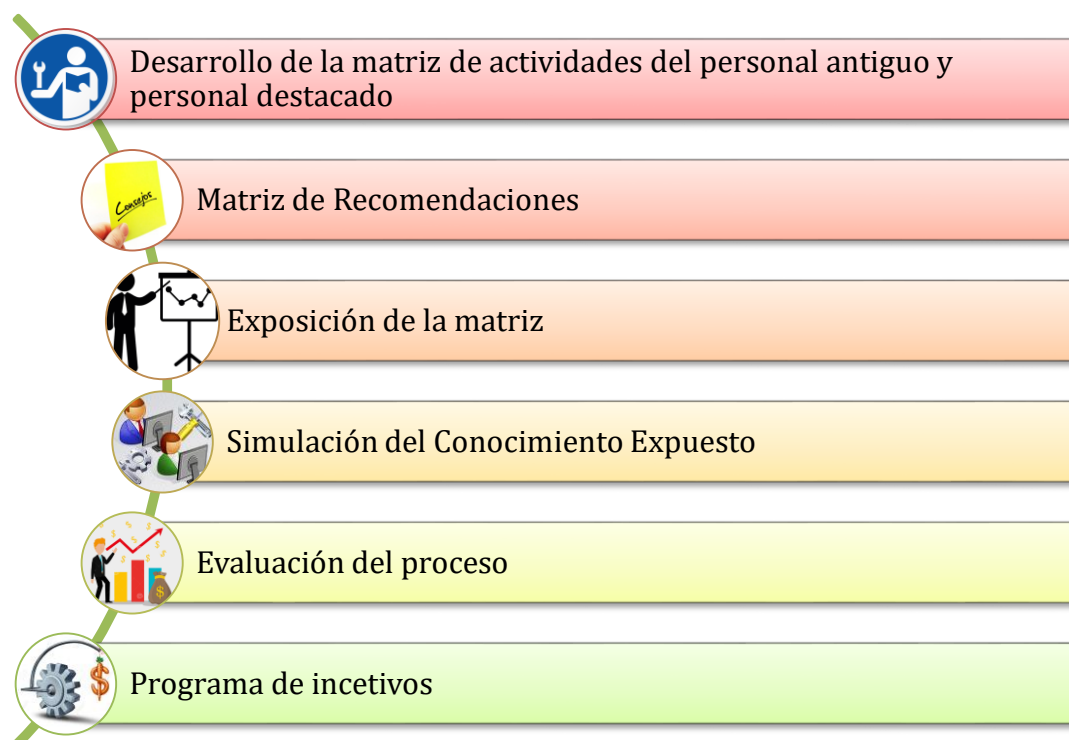 Desarrollo de la matriz de actividades del personal antiguo y
personal destacado
Consejos
Matriz de Recomendaciones
Exposición de la matriz
Simulación del Conocimiento Expuesto
Evaluación del proceso
Programa de incetivos